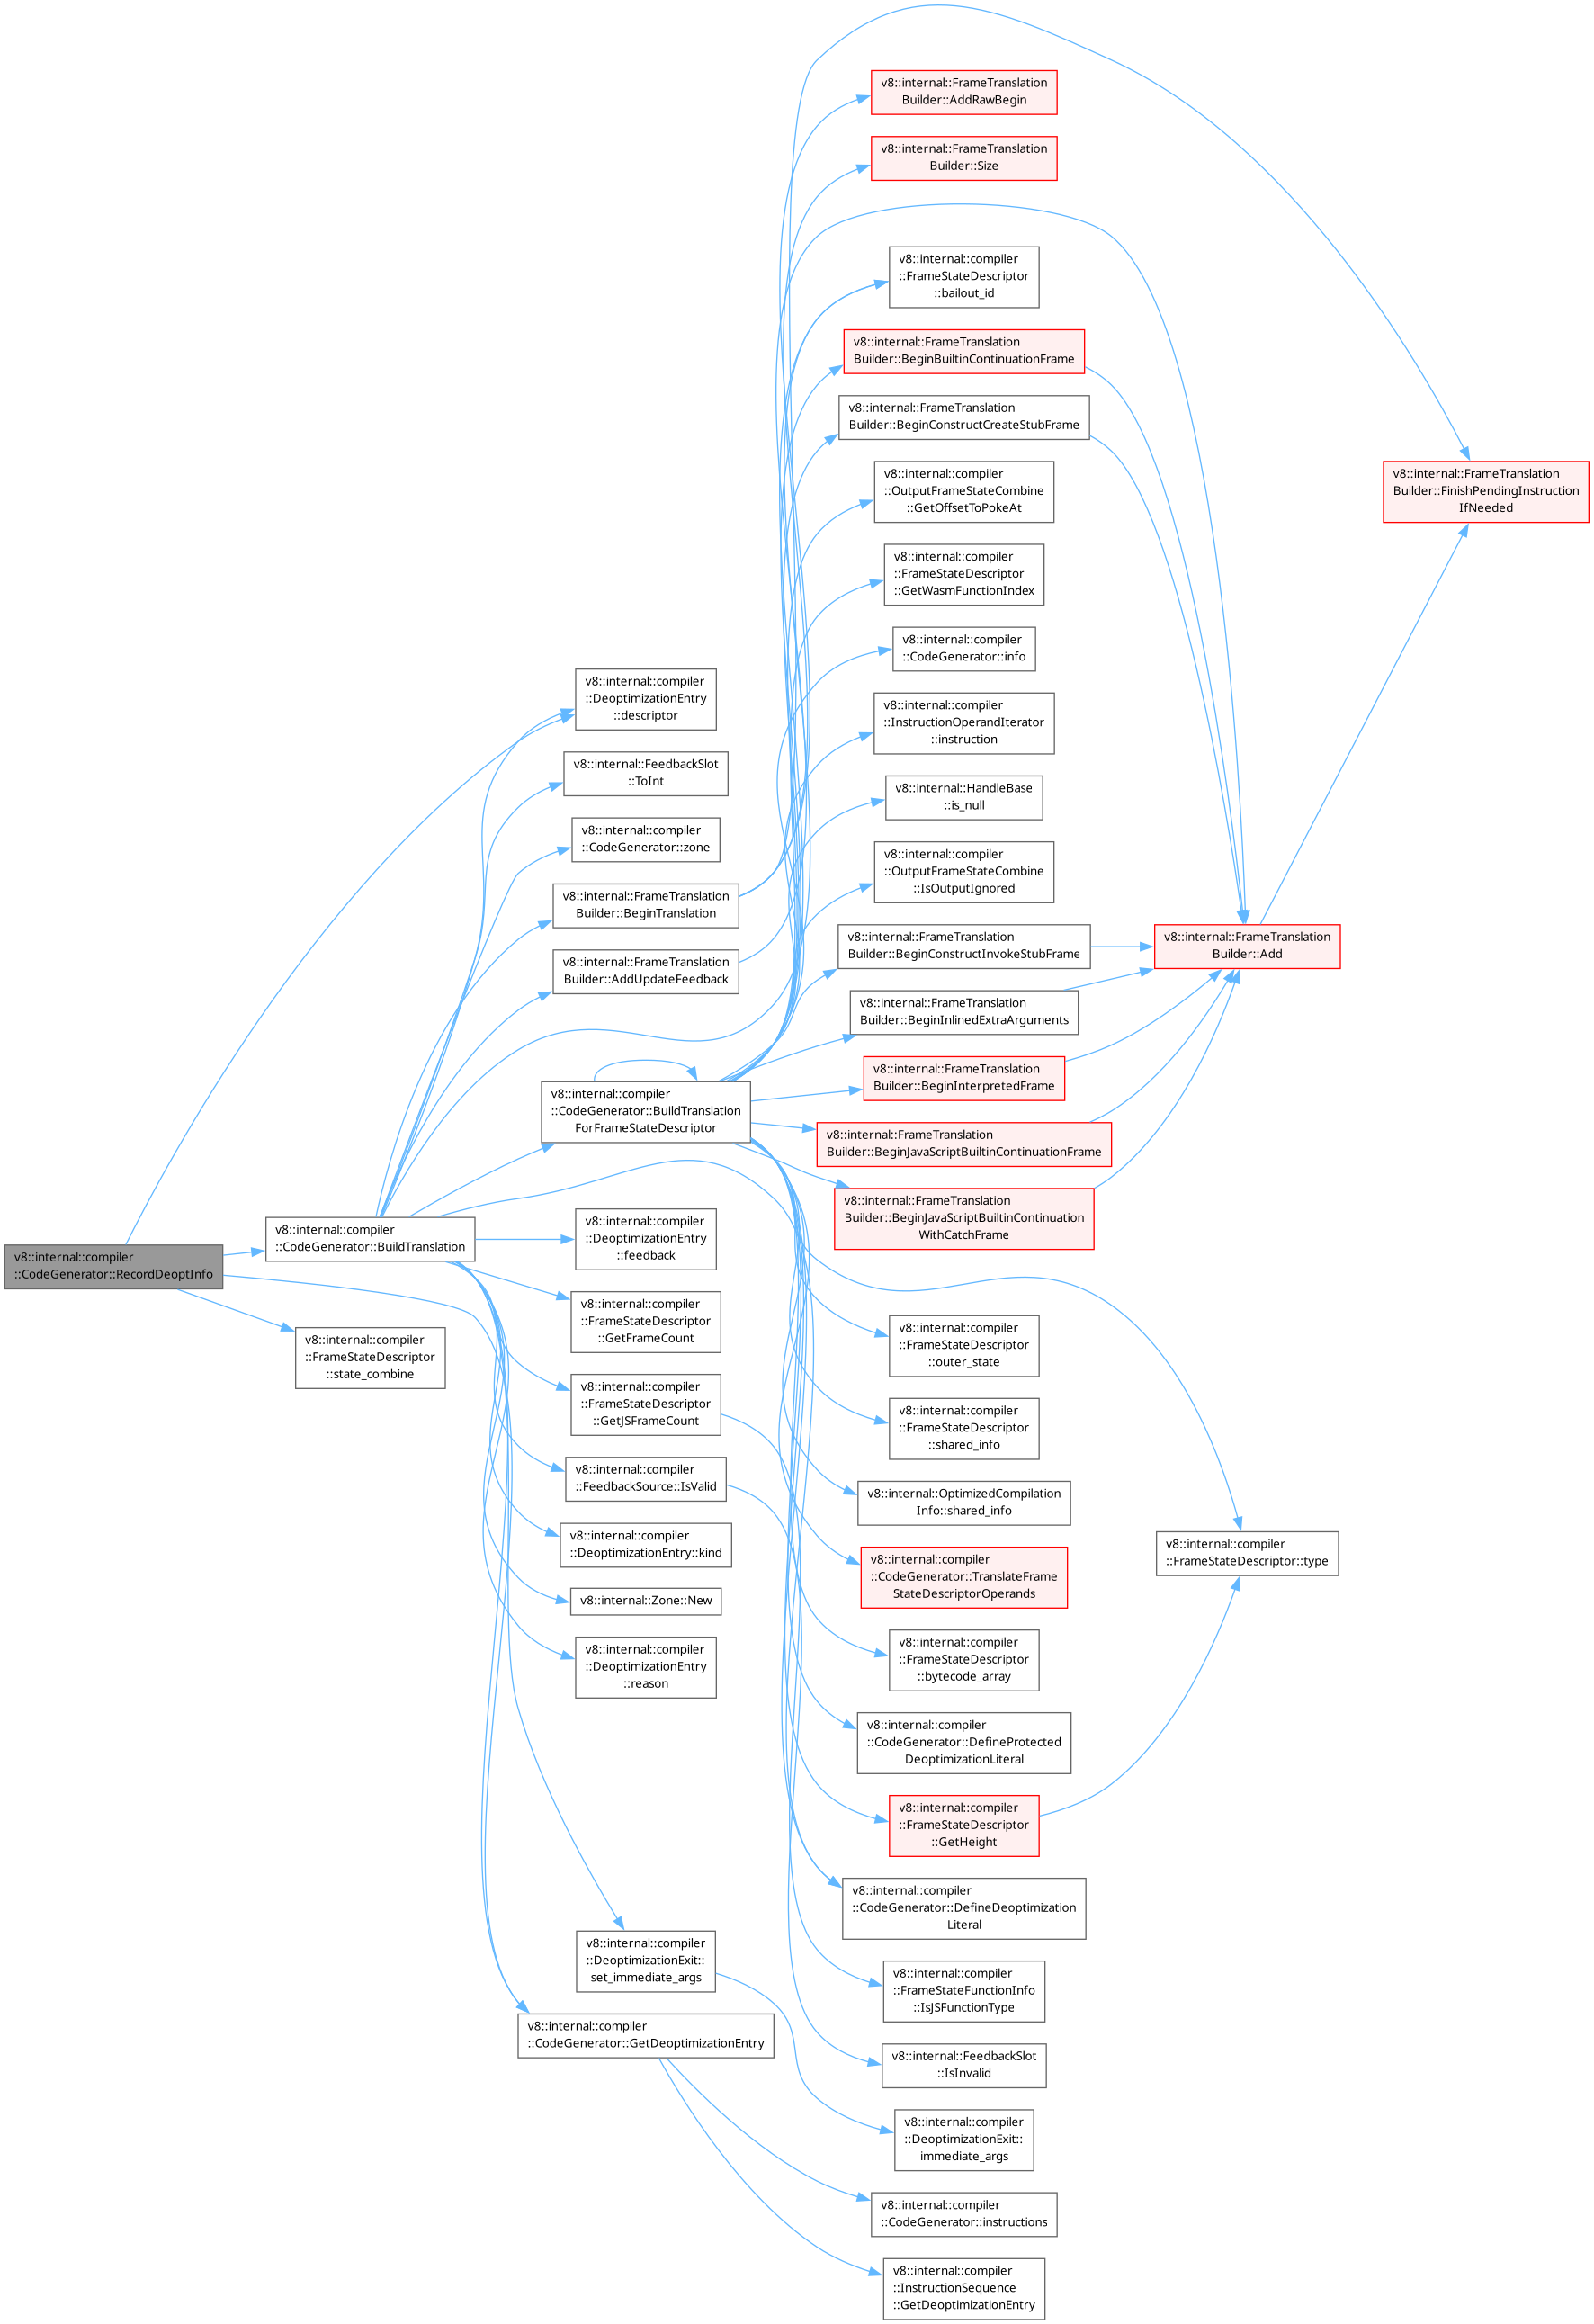 v8::internal::FrameTranslation
Builder::AddRawBegin
v8::internal::FrameTranslation
Builder::Size
v8::internal::compiler
::FrameStateDescriptor
::bailout_id
v8::internal::FrameTranslation
Builder::BeginBuiltinContinuationFrame
v8::internal::FrameTranslation
Builder::BeginConstructCreateStubFrame
v8::internal::compiler
::OutputFrameStateCombine
::GetOffsetToPokeAt
v8::internal::FrameTranslation
Builder::FinishPendingInstruction
IfNeeded
v8::internal::compiler
::FrameStateDescriptor
::GetWasmFunctionIndex
v8::internal::compiler
::CodeGenerator::info
v8::internal::compiler
::DeoptimizationEntry
::descriptor
v8::internal::compiler
::InstructionOperandIterator
::instruction
v8::internal::FeedbackSlot
::ToInt
v8::internal::HandleBase
::is_null
v8::internal::compiler
::CodeGenerator::zone
v8::internal::compiler
::OutputFrameStateCombine
::IsOutputIgnored
v8::internal::FrameTranslation
Builder::BeginTranslation
v8::internal::FrameTranslation
Builder::BeginConstructInvokeStubFrame
v8::internal::FrameTranslation
Builder::Add
v8::internal::FrameTranslation
Builder::AddUpdateFeedback
v8::internal::FrameTranslation
Builder::BeginInlinedExtraArguments
v8::internal::FrameTranslation
Builder::BeginInterpretedFrame
v8::internal::compiler
::CodeGenerator::BuildTranslation
ForFrameStateDescriptor
v8::internal::FrameTranslation
Builder::BeginJavaScriptBuiltinContinuationFrame
v8::internal::FrameTranslation
Builder::BeginJavaScriptBuiltinContinuation
WithCatchFrame
v8::internal::compiler
::CodeGenerator::RecordDeoptInfo
v8::internal::compiler
::CodeGenerator::BuildTranslation
v8::internal::compiler
::DeoptimizationEntry
::feedback
v8::internal::compiler
::FrameStateDescriptor
::state_combine
v8::internal::compiler
::FrameStateDescriptor
::GetFrameCount
v8::internal::compiler
::FrameStateDescriptor
::outer_state
v8::internal::compiler
::FrameStateDescriptor
::GetJSFrameCount
v8::internal::compiler
::FrameStateDescriptor
::shared_info
v8::internal::compiler
::FeedbackSource::IsValid
v8::internal::OptimizedCompilation
Info::shared_info
v8::internal::compiler
::DeoptimizationEntry::kind
v8::internal::compiler
::FrameStateDescriptor::type
v8::internal::compiler
::CodeGenerator::TranslateFrame
StateDescriptorOperands
v8::internal::Zone::New
v8::internal::compiler
::DeoptimizationEntry
::reason
v8::internal::compiler
::FrameStateDescriptor
::bytecode_array
v8::internal::compiler
::CodeGenerator::DefineProtected
DeoptimizationLiteral
v8::internal::compiler
::FrameStateDescriptor
::GetHeight
v8::internal::compiler
::CodeGenerator::DefineDeoptimization
Literal
v8::internal::compiler
::DeoptimizationExit::
set_immediate_args
v8::internal::compiler
::FrameStateFunctionInfo
::IsJSFunctionType
v8::internal::compiler
::CodeGenerator::GetDeoptimizationEntry
v8::internal::FeedbackSlot
::IsInvalid
v8::internal::compiler
::DeoptimizationExit::
immediate_args
v8::internal::compiler
::CodeGenerator::instructions
v8::internal::compiler
::InstructionSequence
::GetDeoptimizationEntry